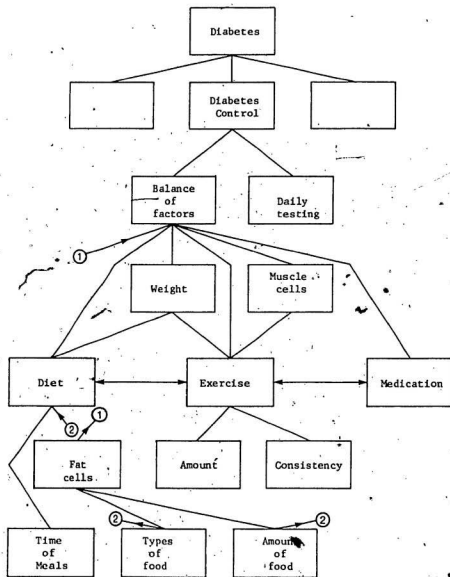 Diabetes
Diabetes
Control
Balance
of
factors
Daily
testing
1
Weight
Muscle
cells
Diet
Exercise
Medication
2
1
Fat
cells
Amount
Consistency
2
2
Time
of
Meals
Types
of
food
Amount
of
food